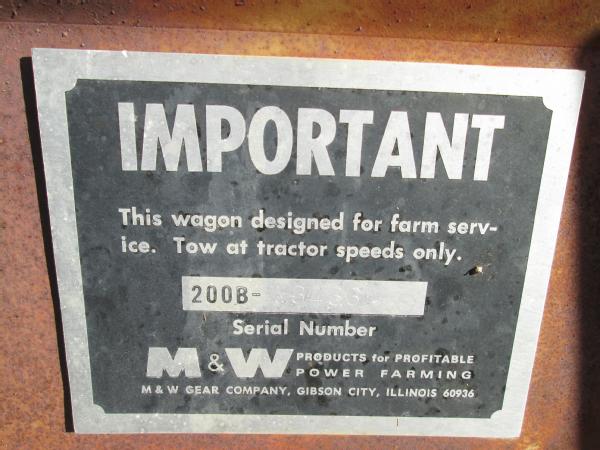 IMPORTANT
This wagon designed for farm serv-
ice. Tow at tractor speeds only.
200B-
Serial Number
M & W PRODUCTS for PROFITABLE
POWER FARMING
M & W GEAR COMPANY, GIBSON CITY, ILLINOIS 60936